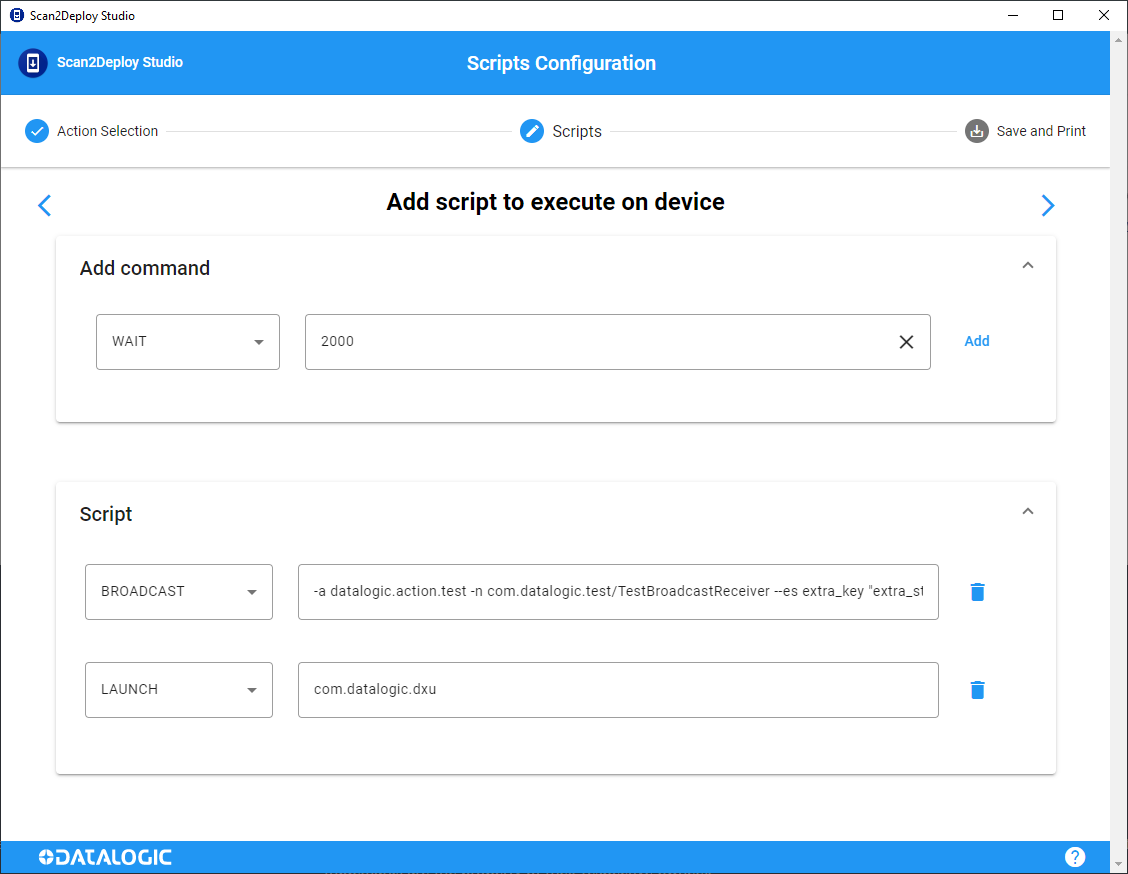 Scan2Deploy Studio
Scan2Deploy Studio
Scripts Configuration
Action Selection
Scripts
Save and Print
Add script to execute on device
Add command
WAIT
2000
Add
Script
BROADCAST
-a datalogic.action.test -n com.datalogic.test/TestBroadcastReceiver --es extra_key "extra_st
LAUNCH
com.datalogic.dxu
DATALOGIC
?